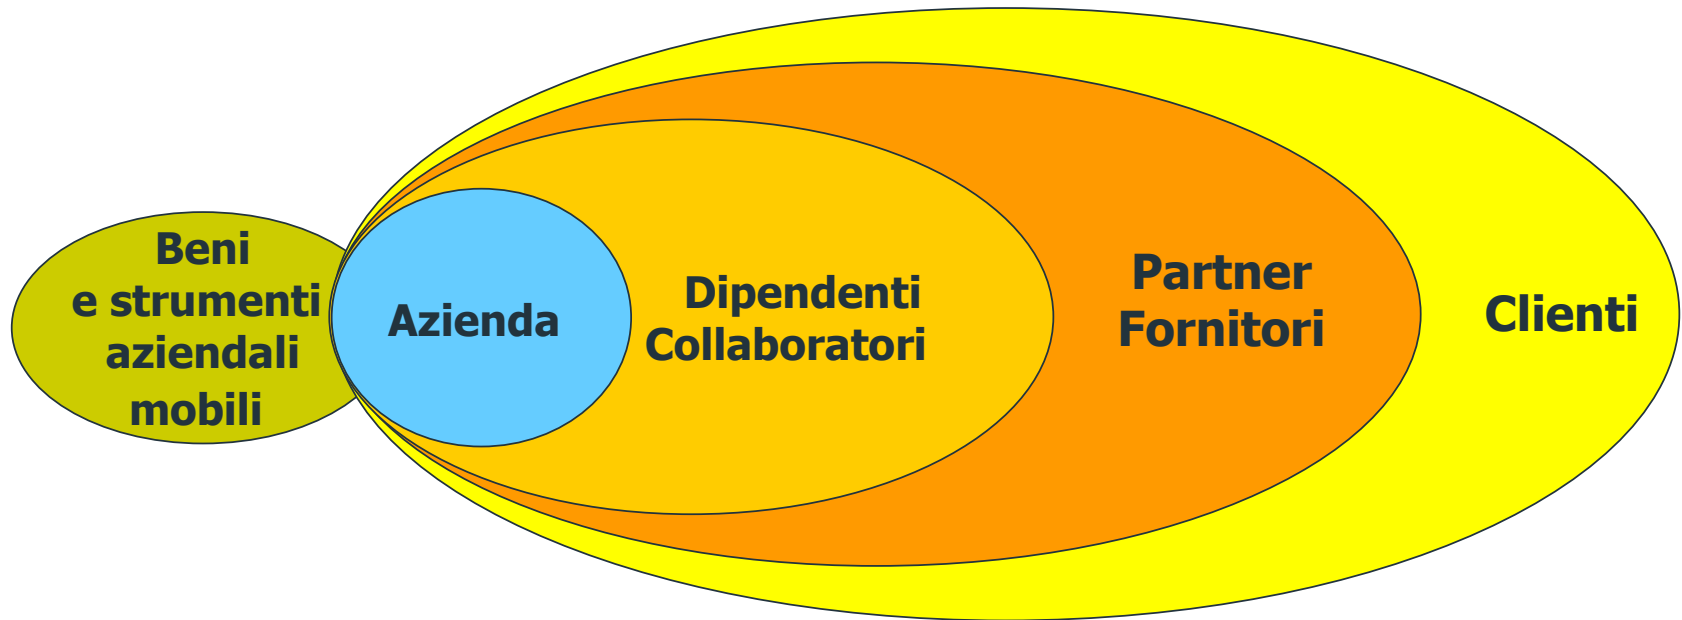 Beni
e strumenti
aziendali
mobili
Azienda
Dipendenti
Collaboratori
Partner
Fornitori
Clienti